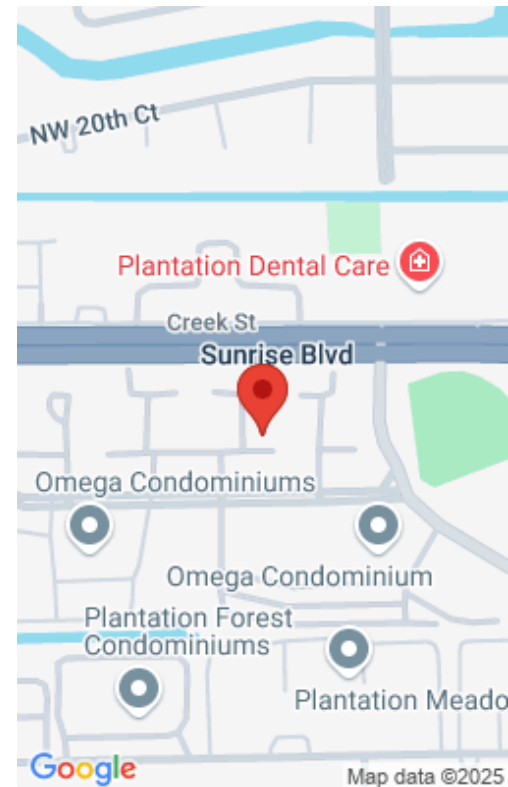 NW 20th Ct
Plantation Dental Care
Creek St
Sunrise Blvd
Omega Condominiums
Omega Condominium
Plantation Forest
Condominiums
Plantation Meado
Google
Map data ©2025